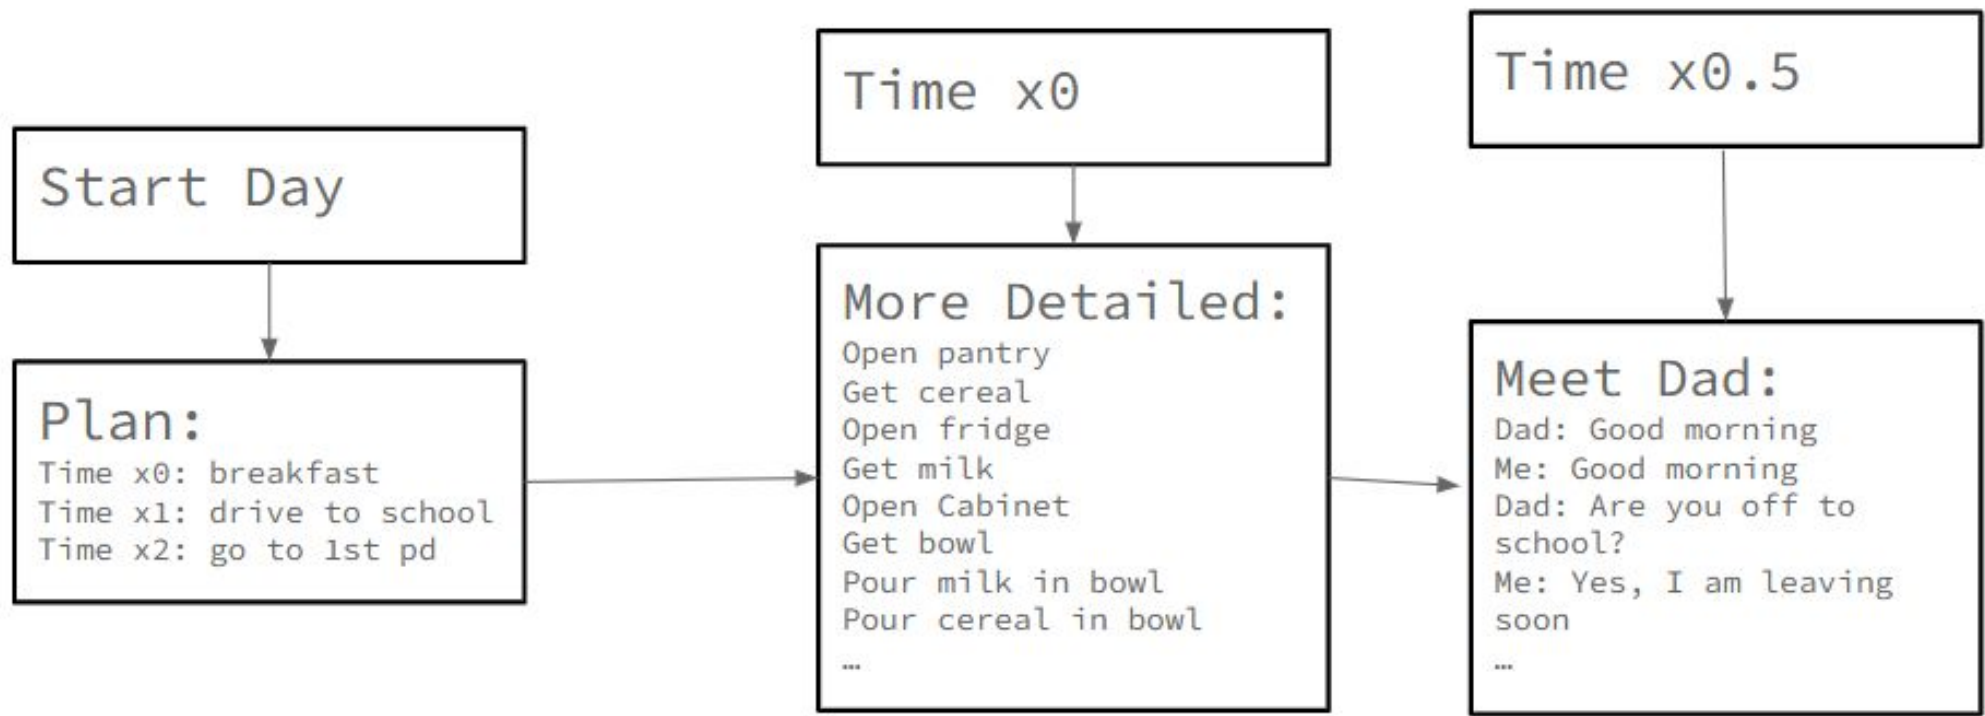 Start Day
Plan:
Time x0: breakfast
Time x1: drive to school
Time x2: go to 1st pd
Time x0
More Detailed:
Open pantry
Get cereal
Open fridge
Get milk
Open Cabinet
Get bowl
Pour milk in bowl
Pour cereal in bowl
…
Time x0.5
Meet Dad:
Dad: Good morning
Me: Good morning
Dad: Are you off to
school?
Me: Yes, I am leaving
soon
…